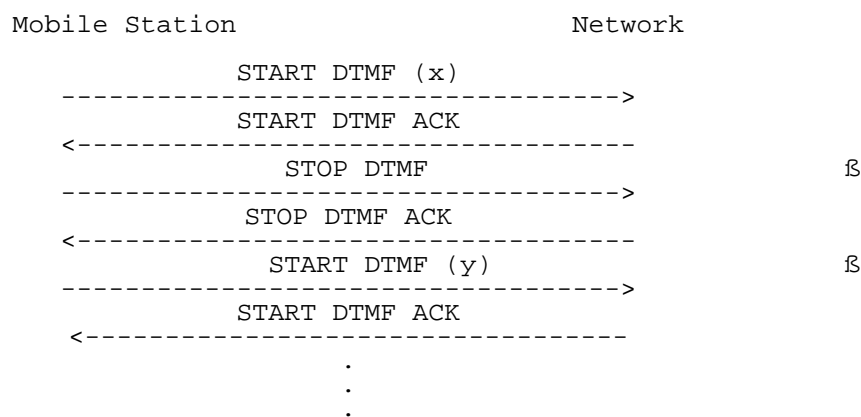 Mobile Station                    Network
START DTMF (x)
----------------------------------->
START DTMF ACK
<-----------------------------------
STOP DTMF                         ß
----------------------------------->
STOP DTMF ACK
<-----------------------------------
START DTMF (y)                      ß
----------------------------------->
START DTMF ACK
<----------------------------------
.
.
.